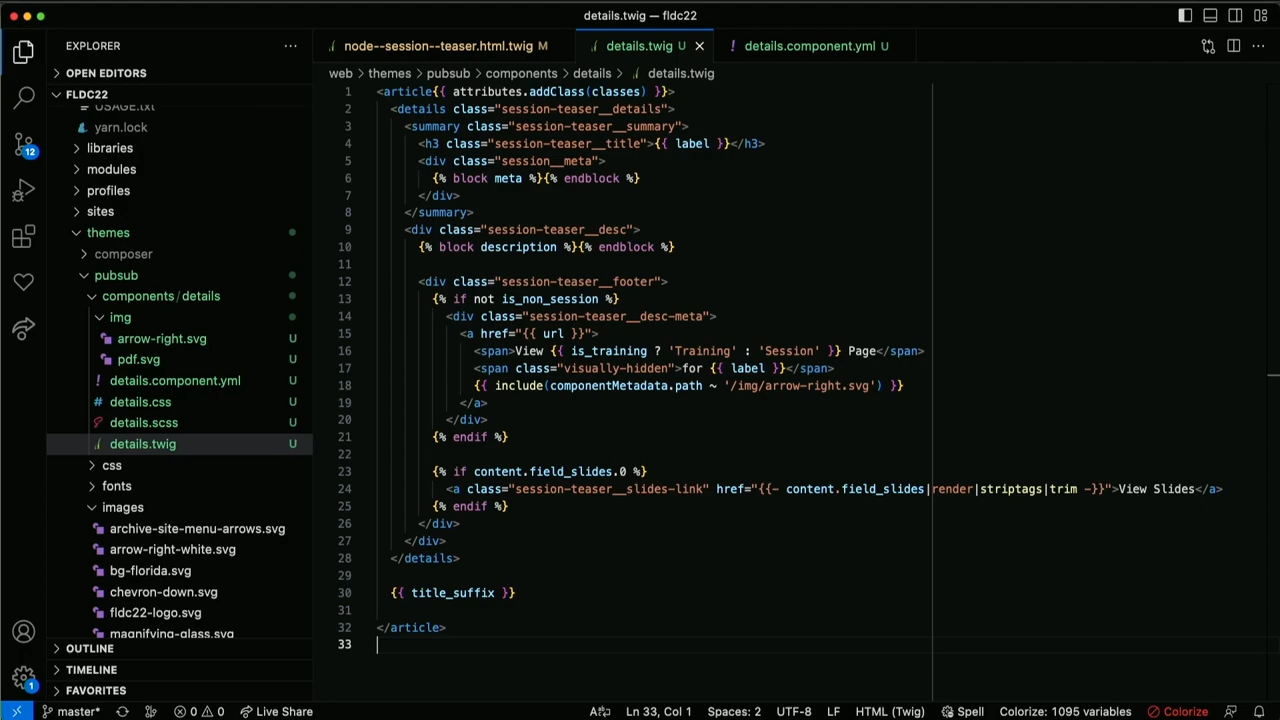 details.twig — fldc22
EXPLORER
node--session--teaser.html.twig M
details.twig U
details.component.yml U
OPEN EDITORS
web > themes > pubsub > components > details > details.twig
FLDC22
USAGE.txt
yarn.lock
libraries
modules
profiles
sites
themes
composer
pubsub
components / details
img
arrow-right.svg U
pdf.svg U
details.component.yml U
details.css U
details.scss U
details.twig U
css
fonts
images
archive-site-menu-arrows.svg
arrow-right-white.svg
bg-florida.svg
chevron-down.svg
fldc22-logo.svg
magnifying-glass.svg
OUTLINE
TIMELINE
FAVORITES
12
1
1 <article{{ attributes.addClass(classes) }}>
2 <details class="session-teaser__details">
3 <summary class="session-teaser__summary">
4 <h3 class="session-teaser__title">{{ label }}</h3>
5 <div class="session__meta">
6 {% block meta %}{% endblock %}
7 </div>
8 </summary>
9 <div class="session-teaser__desc">
10 {% block description %}{% endblock %}
11
12 <div class="session-teaser__footer">
13 {% if not is_non_session %}
14 <div class="session-teaser__desc-meta">
15 <a href="{{ url }}">
16 <span>View {{ is_training ? 'Training' : 'Session' }} Page</span>
17 <span class="visually-hidden">for {{ label }}</span>
18 {{ include(componentMetadata.path ~ '/img/arrow-right.svg') }}
19 </a>
20 </div>
21 {% endif %}
22
23 {% if content.field_slides.0 %}
24 <a class="session-teaser__slides-link" href="{{- content.field_slides|render|striptags|trim -}}">View Slides</a>
25 {% endif %}
26 </div>
27 </div>
28 </details>
29
30 {{ title_suffix }}
31
32 </article>
33
master* 0 0 Live Share Ln 33, Col 1 Spaces: 2 UTF-8 LF HTML (Twig) Spell Colorize: 1095 variables Colorize